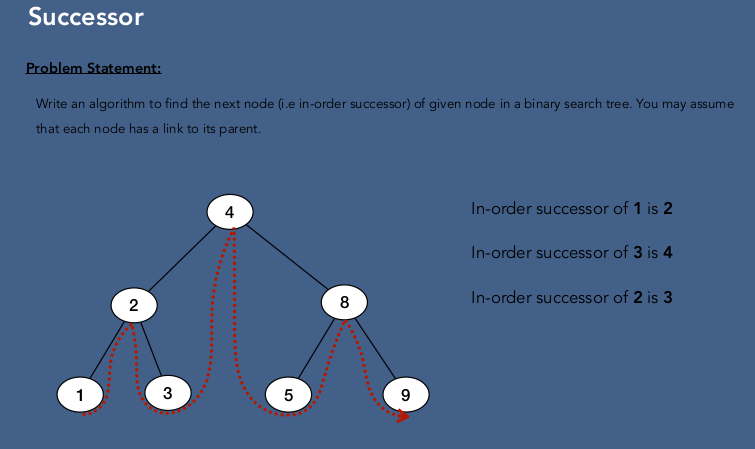 Successor
Problem Statement:
Write an algorithm to find the next node (i.e in-order successor) of given node in a binary search tree. You may assume
that each node has a link to its parent.
4
In-order successor of 1 is 2
In-order successor of 3 is 4
2
8
In-order successor of 2 is 3
1
3
5
9